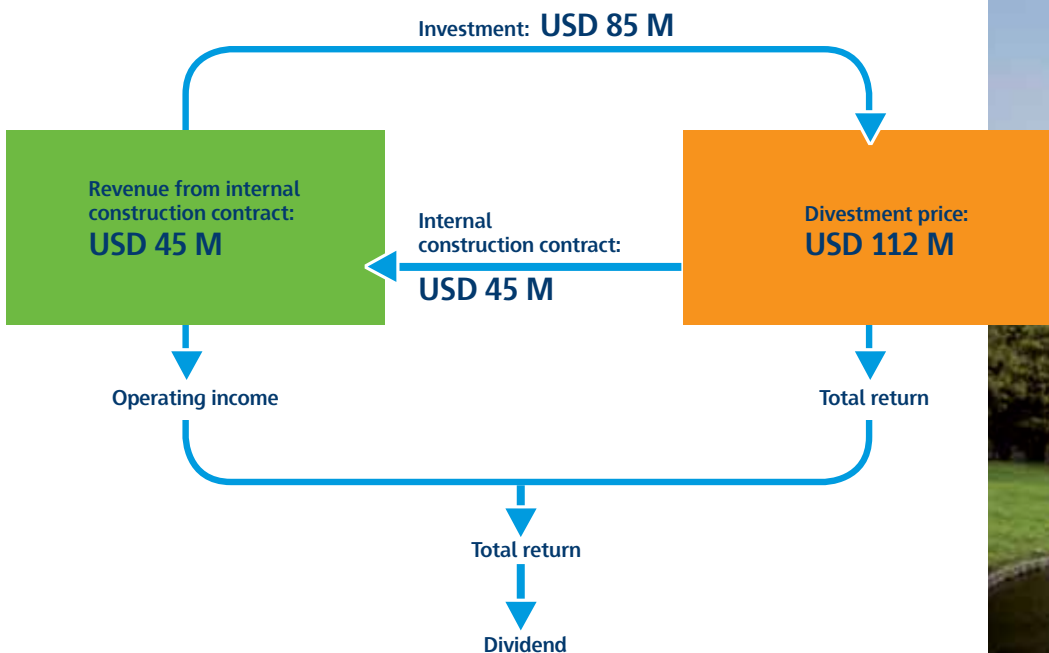 Investment: USD 85 M
Revenue from internal
construction contract:
USD 45 M
Internal
construction contract:
USD 45 M
Divestment price:
USD 112 M
Operating income
Total return
Total return
Dividend